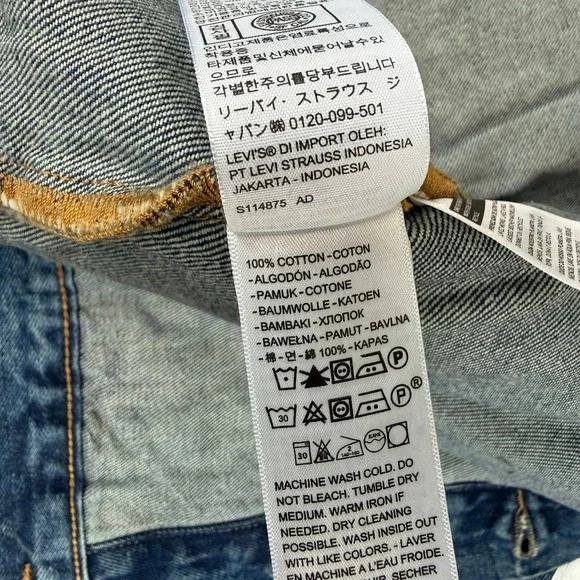 인디고제품은염료특성상
착용중
타제품및신체에묻어날수있
으므로
각별한주의를당부드립니다
リーバイ・ストラウス ジ
ャパン㈱ 0120-099-501
LEVI'S® DI IMPORT OLEH:
PT LEVI STRAUSS INDONESIA
JAKARTA - INDONESIA
S114875 AD
100% COTTON - COTON
- ALGODÓN - ALGODÃO
- PAMUK - COTONE
- BAUMWOLLE - KATOEN
- BAMBAKI - ХЛОПОК
- BAWEŁNA - PAMUT - BAVLNA
- 棉 - 면 - 綿 100% - KAPAS
P
30 P ®
30
MACHINE WASH COLD. DO
NOT BLEACH. TUMBLE DRY
MEDIUM. WARM IRON IF
NEEDED. DRY CLEANING
POSSIBLE. WASH INSIDE OUT
WITH LIKE COLORS. - LAVER
EN MACHINE A L'EAU FROIDE.